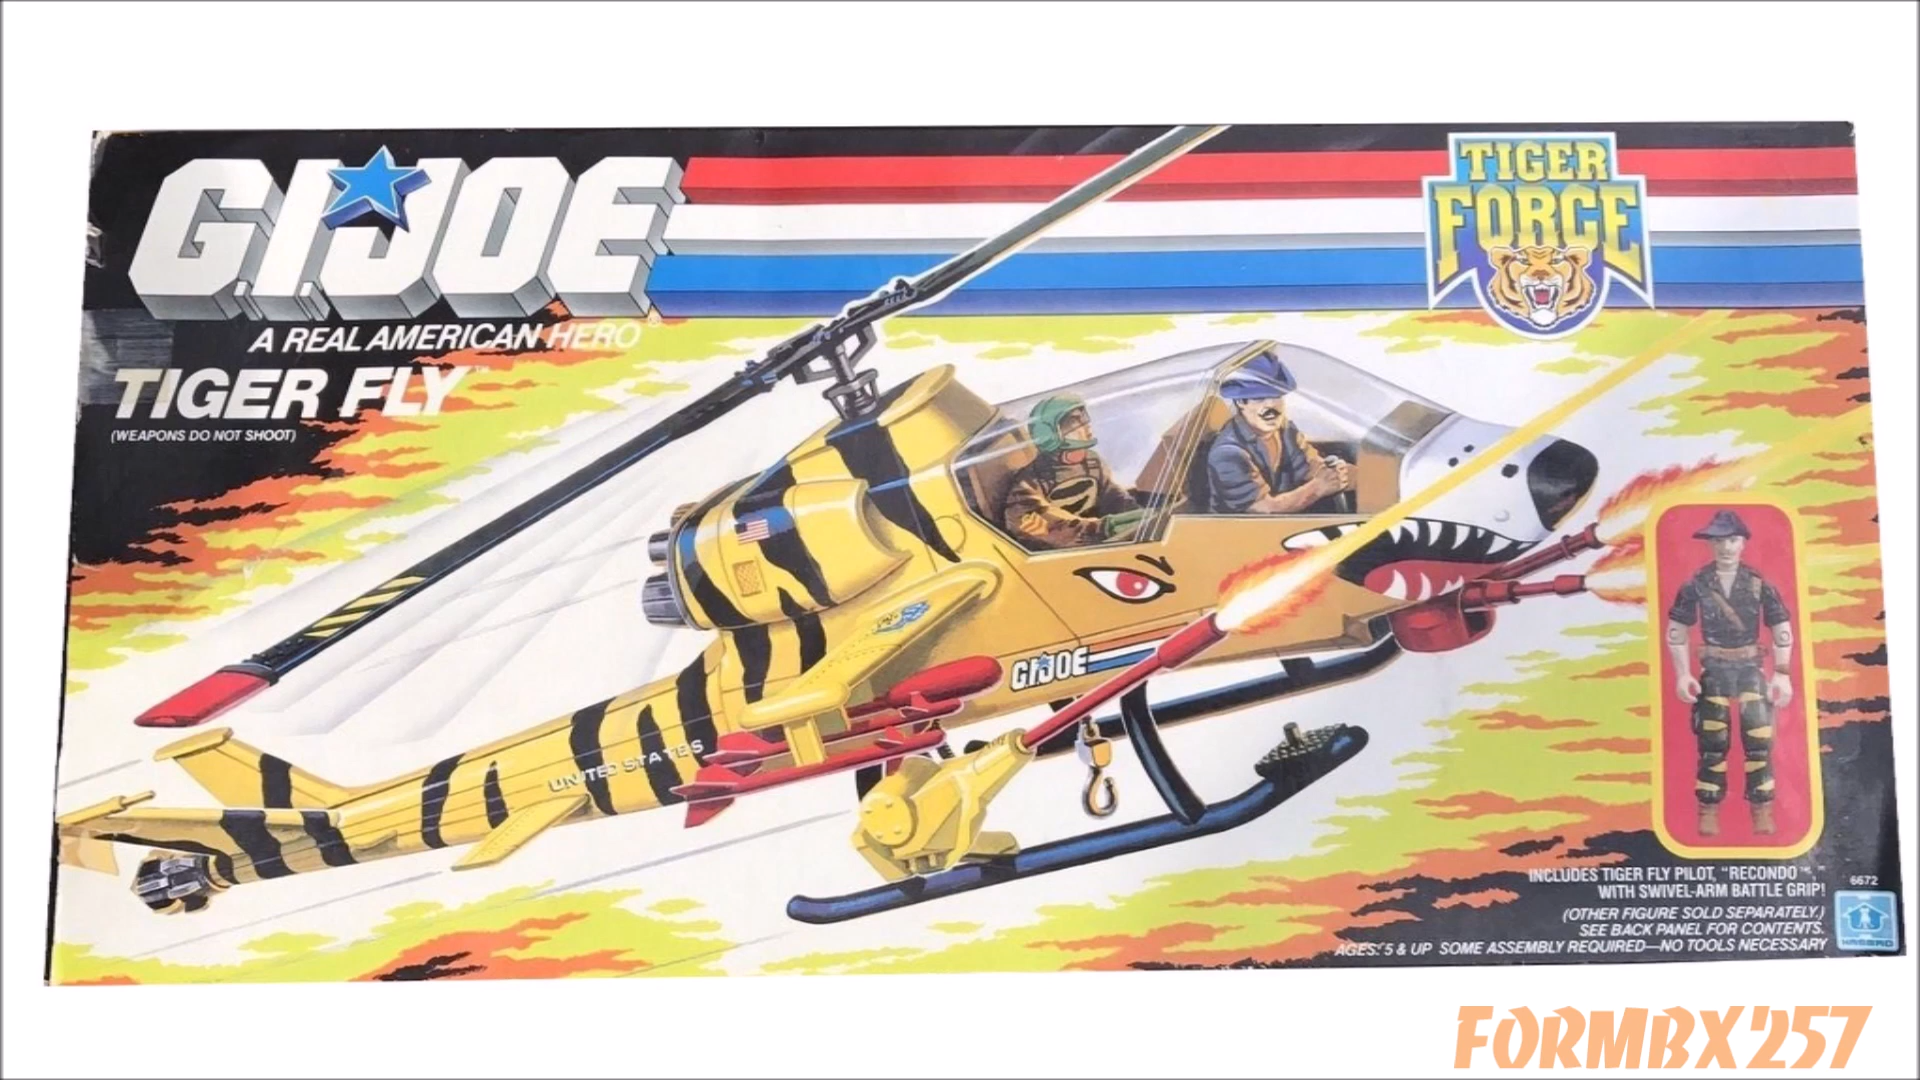 G.I.JOE
A REAL AMERICAN HERO®
TIGER FLY™
(WEAPONS DO NOT SHOOT)
TIGER
FORCE
UNITED STATES
G.I.JOE
INCLUDES TIGER FLY PILOT, "RECONDO™,"
WITH SWIVEL-ARM BATTLE GRIP!
(OTHER FIGURE SOLD SEPARATELY.)
SEE BACK PANEL FOR CONTENTS.
AGES: 5 & UP SOME ASSEMBLY REQUIRED—NO TOOLS NECESSARY
6672
HASBRO
FORMBX257